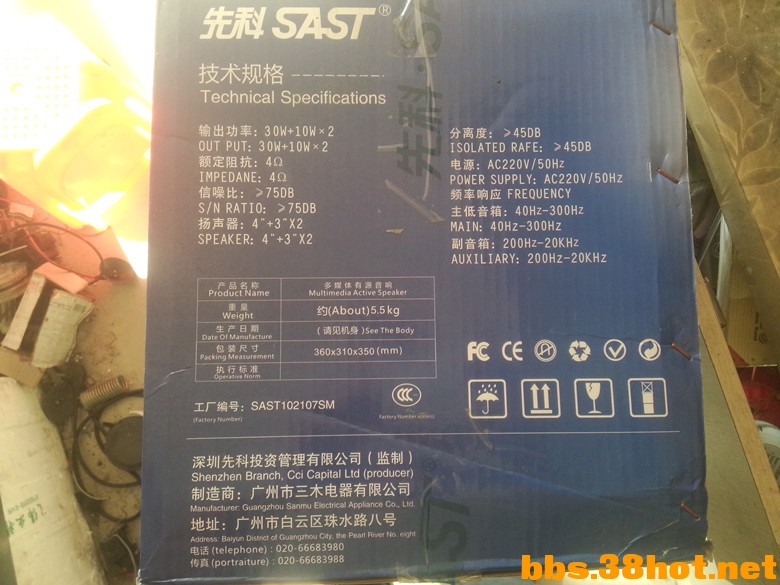 先科 SAST®
技术规格
Technical Specifications
输出功率: 30W+10W×2
OUT PUT: 30W+10W×2
额定阻抗: 4Ω
IMPEDANE: 4Ω
信噪比: ≥75DB
S/N RATIO: ≥75DB
扬声器: 4"+3"X2
SPEAKER: 4"+3"X2
分离度: ≥45DB
ISOLATED RAFE: ≥45DB
电源: AC220V/50Hz
POWER SUPPLY: AC220V/50Hz
频率响应 FREQUENCY
主低音箱: 40Hz-300Hz
MAIN: 40Hz-300Hz
副音箱: 200Hz-20KHz
AUXILIARY: 200Hz-20KHz
产品名称 多媒体有源音响
Product Name Multimedia Active Speaker
重量 约(About)5.5kg
Weight
生产日期 (请见机身)See The Body
Date Of Manufacture
包装尺寸 360x310x350(mm)
Packing Measurement
执行标准
Operative Norm
FC CE
工厂编号: SAST102107SM
(Factory Number)
CCC
Factory Number
深圳先科投资管理有限公司(监制)
Shenzhen Branch, Cci Capital Ltd (producer)
制造商: 广州市三木电器有限公司
Manufacturer: Guangzhou Sanmu Electrical Appliance Co., Ltd.
地址: 广州市白云区珠水路八号
Address: Baiyun District of Guangzhou City, the Pearl River No. eight
电话(telephone): 020-66683980
传真(portraiture): 020-66683988
先科·SA
SAST
bbs.38hot.net